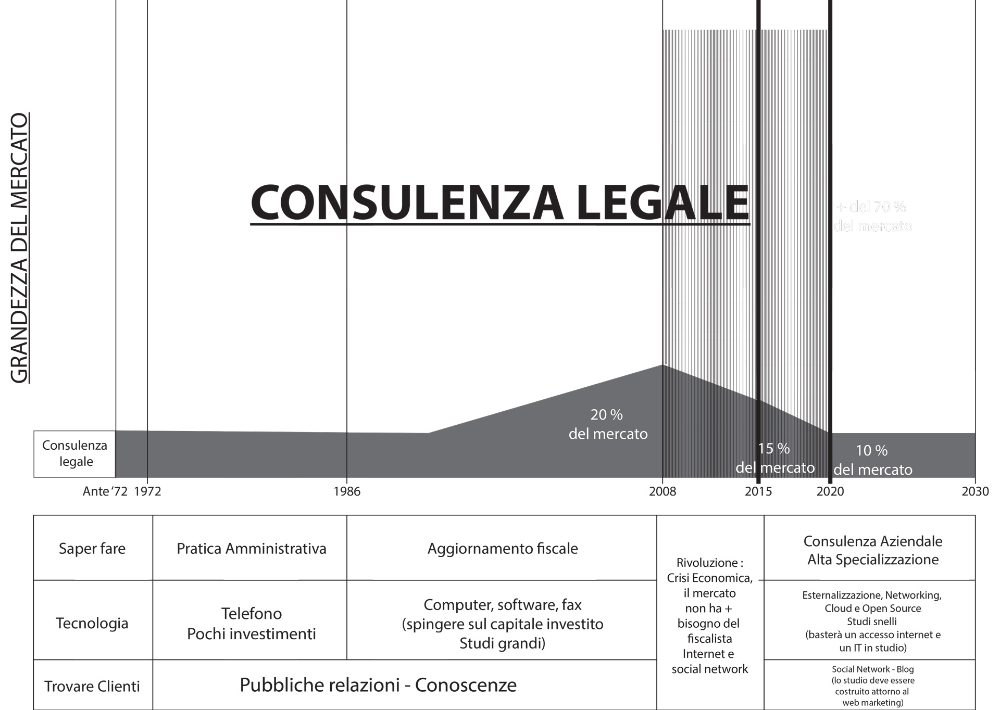 GRANDEZZA DEL MERCATO
CONSULENZA LEGALE
+ del 70 %
del mercato
20 %
del mercato
15 %
del mercato
10 %
del mercato
Consulenza
legale
Ante ‘72
1972
1986
2008
2015
2020
2030
Saper fare
Pratica Amministrativa
Aggiornamento fiscale
Rivoluzione :
Crisi Economica,
il mercato
non ha +
bisogno del
fiscalista
Internet e
social network
Consulenza Aziendale
Alta Specializzazione
Tecnologia
Telefono
Pochi investimenti
Computer, software, fax
(spingere sul capitale investito
Studi grandi)
Esternalizzazione, Networking,
Cloud e Open Source
Studi snelli
(basterà un accesso internet e
un IT in studio)
Trovare Clienti
Pubbliche relazioni - Conoscenze
Social Network - Blog
(lo studio deve essere
costruito attorno al
web marketing)